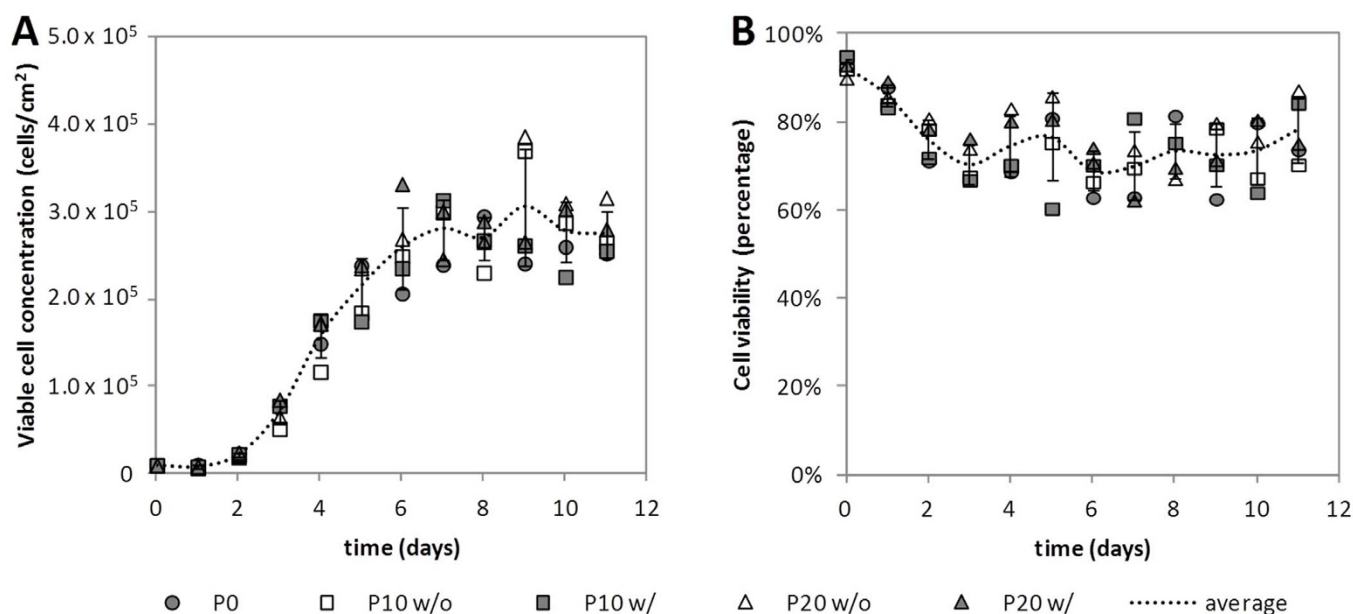 A
Viable cell concentration (cells/cm²)
5.0 x 10⁵
4.0 x 10⁵
3.0 x 10⁵
2.0 x 10⁵
1.0 x 10⁵
0
0 2 4 6 8 10 12
time (days)
B
Cell viability (percentage)
100%
80%
60%
40%
20%
0%
0 2 4 6 8 10 12
time (days)
P0 P10 w/o P10 w/ P20 w/o P20 w/ average